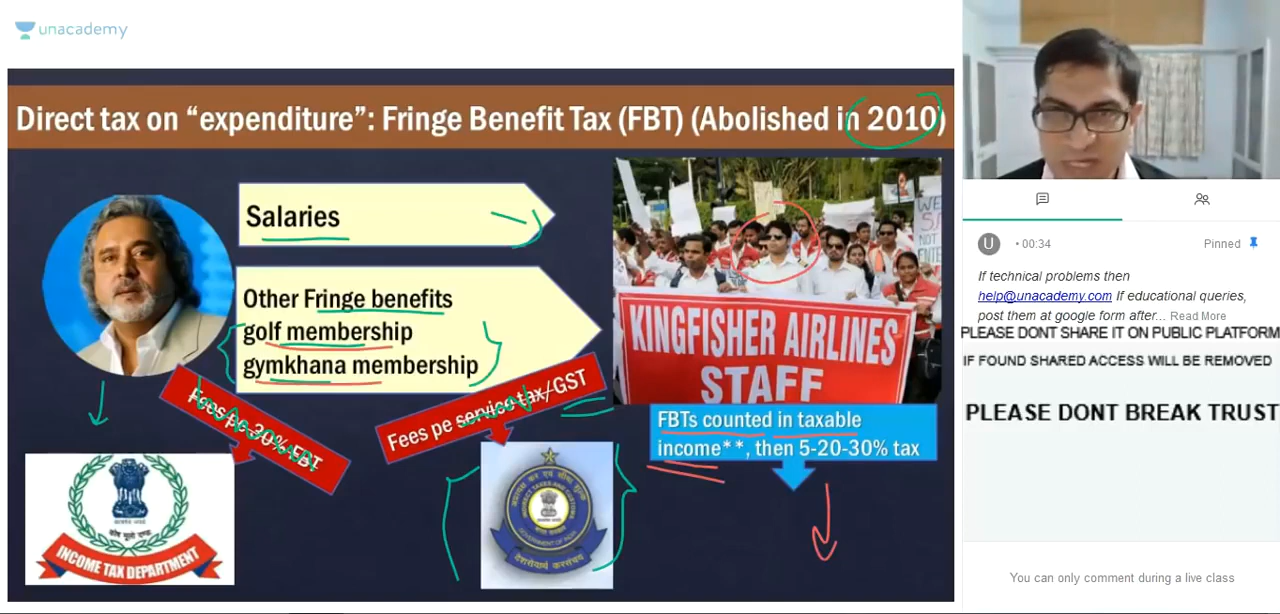 unacademy
Direct tax on “expenditure”: Fringe Benefit Tax (FBT) (Abolished in 2010)
Salaries
Other Fringe benefits
golf membership
gymkhana membership
Fees pe 30% FBT
Fees pe service tax/GST
KINGFISHER AIRLINES
STAFF
FBTs counted in taxable
income**, then 5-20-30% tax
INCOME TAX DEPARTMENT
U • 00:34 Pinned
If technical problems then
help@unacademy.com If educational queries,
post them at google form after... Read More
PLEASE DONT SHARE IT ON PUBLIC PLATFORM
IF FOUND SHARED ACCESS WILL BE REMOVED
PLEASE DONT BREAK TRUST
You can only comment during a live class